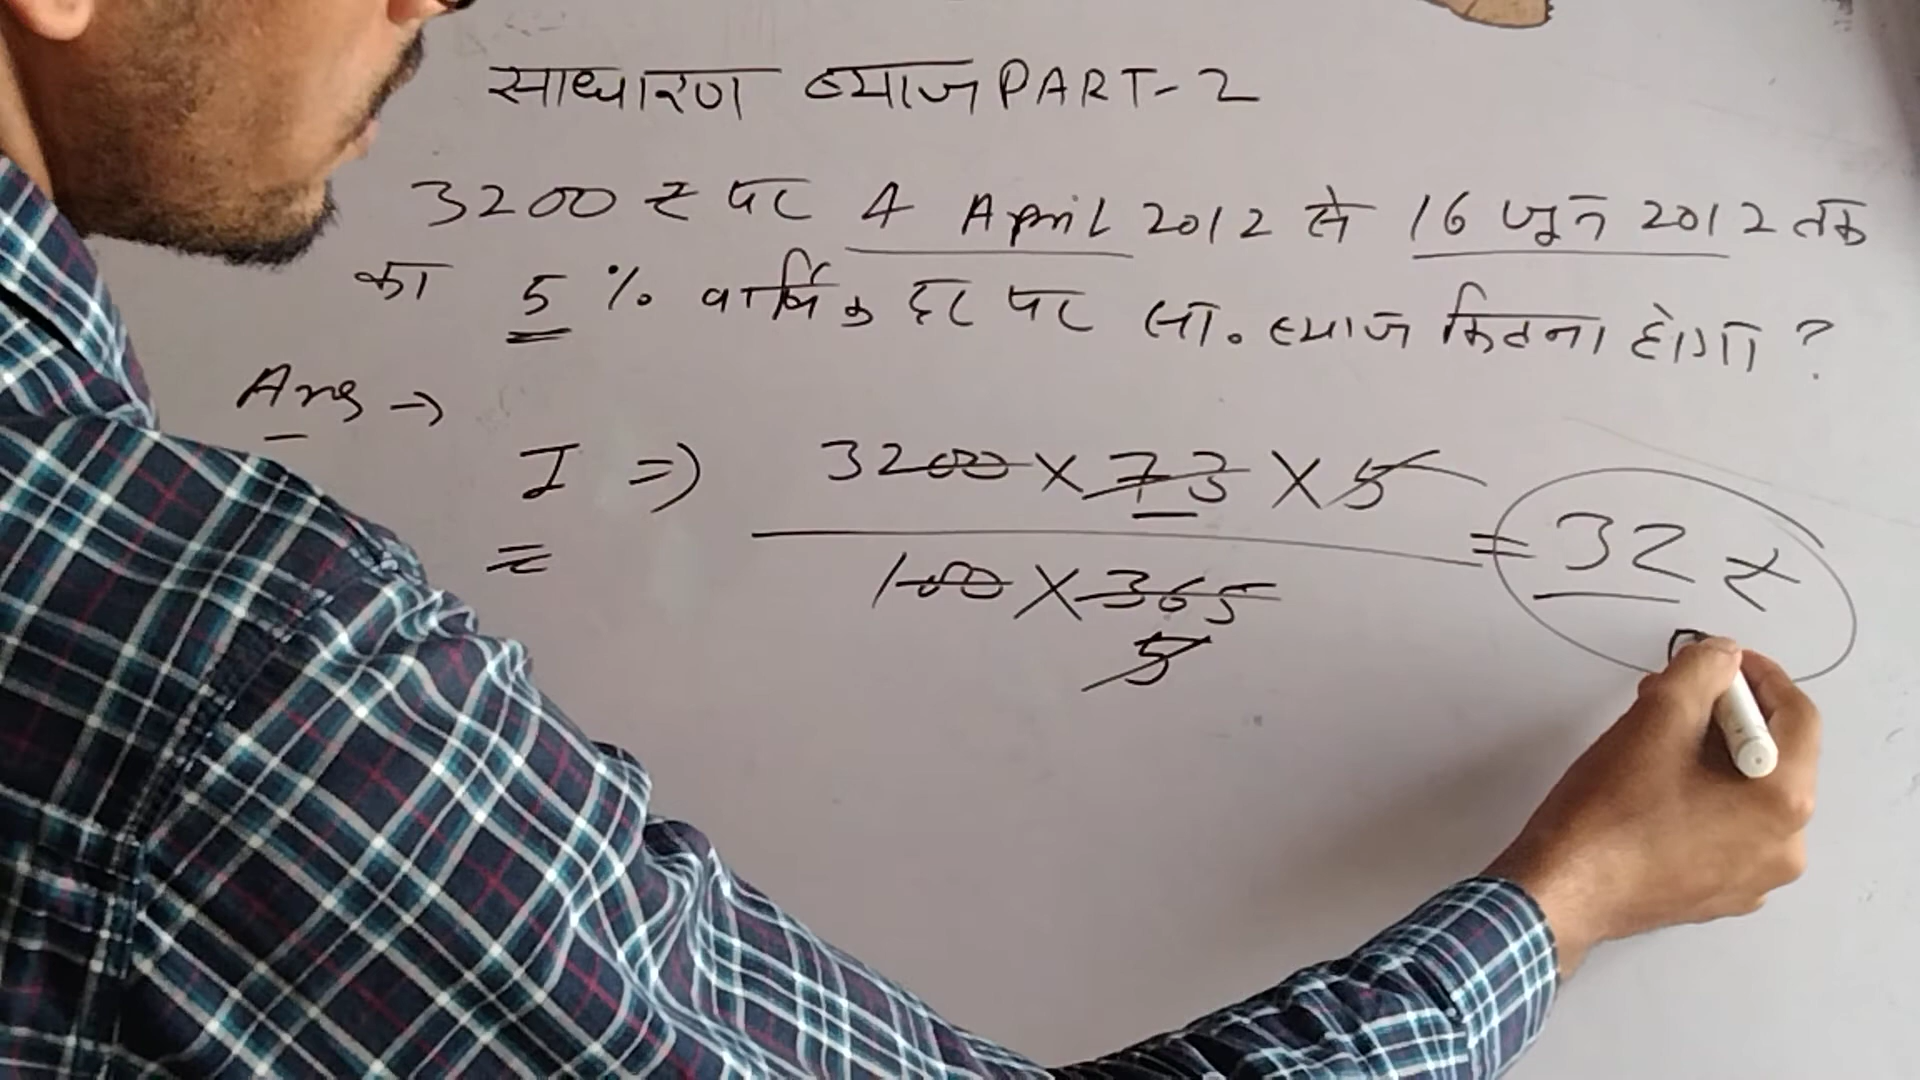 साधारण ब्याज PART-2
3200 ₹ पर 4 April 2012 से 16 जून 2012 तक
का 5 % वार्षिक दर पर सा. ब्याज कितना होगा ?
Ans →
I ⇒ 3200 × 73 × 5 = 32 ₹
100 × 365
5